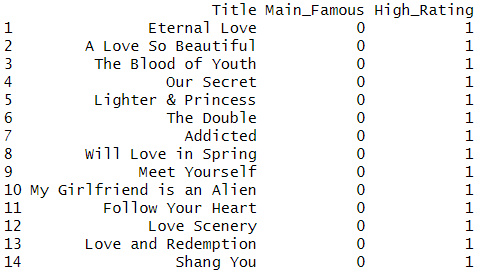 Title Main_Famous High_Rating
1 Eternal Love 0 1
2 A Love So Beautiful 0 1
3 The Blood of Youth 0 1
4 Our Secret 0 1
5 Lighter & Princess 0 1
6 The Double 0 1
7 Addicted 0 1
8 Will Love in Spring 0 1
9 Meet Yourself 0 1
10 My Girlfriend is an Alien 0 1
11 Follow Your Heart 0 1
12 Love Scenery 0 1
13 Love and Redemption 0 1
14 Shang You 0 1